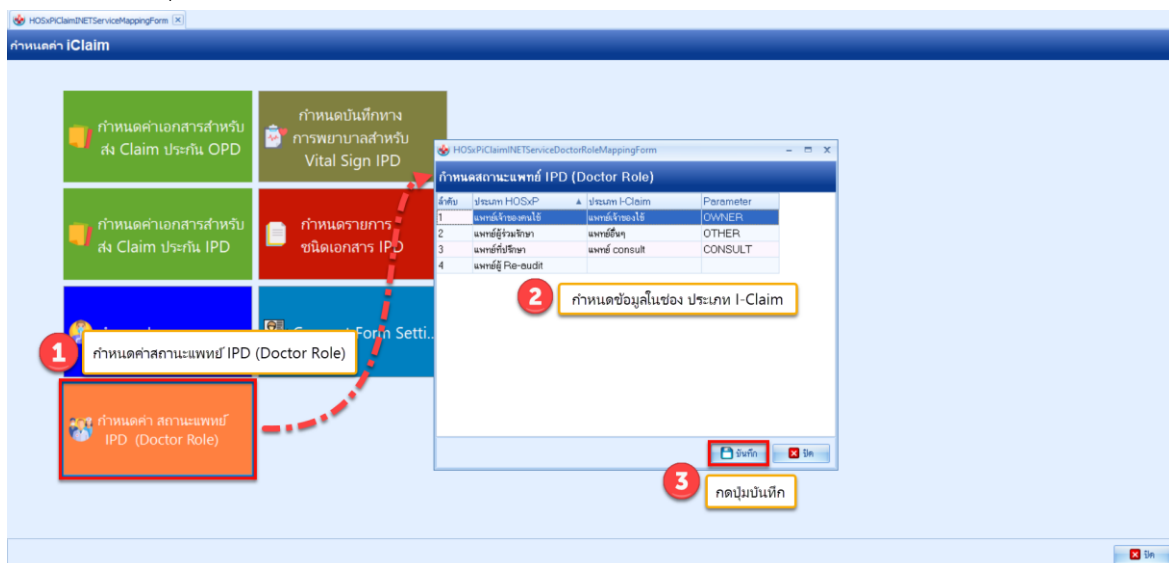 HOSxPiClaimINETServiceMappingForm
กำหนดค่า iClaim
กำหนดค่าเอกสารสำหรับ
ส่ง Claim ประกัน OPD
กำหนดบันทึกทาง
การพยาบาลสำหรับ
Vital Sign IPD
กำหนดค่าเอกสารสำหรับ
ส่ง Claim ประกัน IPD
กำหนดรายการ
ชนิดเอกสาร IPD
Form Setti...
1
กำหนดค่าสถานะแพทย์ IPD (Doctor Role)
กำหนดค่า สถานะแพทย์
IPD (Doctor Role)
HOSxPiClaimINETServiceDoctorRoleMappingForm
กำหนดสถานะแพทย์ IPD (Doctor Role)
ลำดับ ประเภท HOSxP ประเภท I-Claim Parameter
1 แพทย์เจ้าของคนไข้ แพทย์เจ้าของไข้ OWNER
2 แพทย์ผู้ร่วมรักษา แพทย์อื่นๆ OTHER
3 แพทย์ที่ปรึกษา แพทย์ consult CONSULT
4 แพทย์ผู้ Re-audit
2 กำหนดข้อมูลในช่อง ประเภท I-Claim
บันทึก ปิด
3 กดปุ่มบันทึก
ปิด